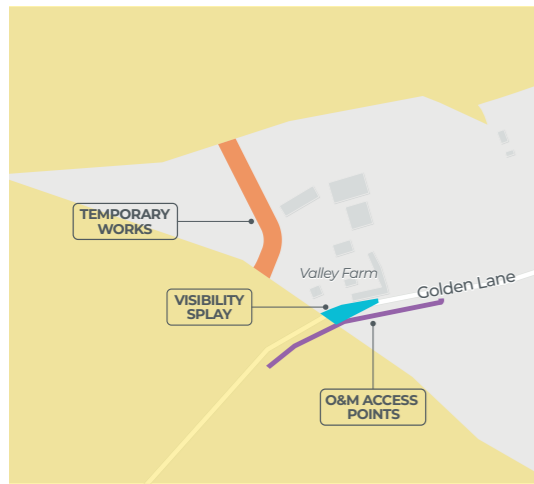 TEMPORARY
WORKS
Valley Farm
Golden Lane
VISIBILITY
SPLAY
O&M ACCESS
POINTS